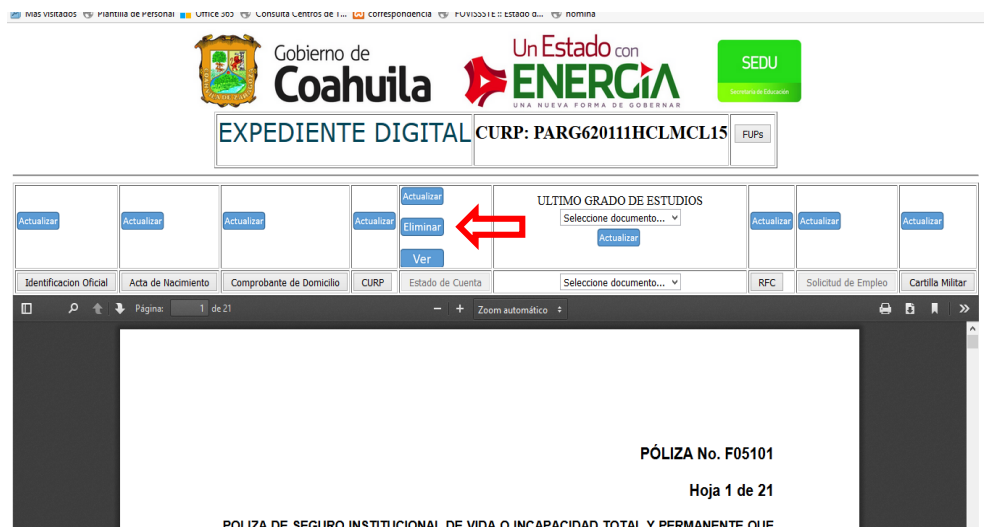 Más visitados Plantilla de Personal Office 365 Consulta Centros de T... correspondencia FOVISSSTE :: Estado d... nomina
Gobierno de
Coahuila
Un Estado con
ENERGÍA
UNA NUEVA FORMA DE GOBERNAR
SEDU
Secretaría de Educación
EXPEDIENTE DIGITAL CURP: PARG620111HCLMCL15 FUPs
Actualizar Actualizar Actualizar Actualizar Actualizar
Eliminar
Ver
ULTIMO GRADO DE ESTUDIOS
Seleccione documento...
Actualizar
Actualizar Actualizar Actualizar
Identificacion Oficial Acta de Nacimiento Comprobante de Domicilio CURP Estado de Cuenta Seleccione documento... RFC Solicitud de Empleo Cartilla Militar
Página: 1 de 21 Zoom automático
PÓLIZA No. F05101
Hoja 1 de 21
POLIZA DE SEGURO INSTITUCIONAL DE VIDA O INCAPACIDAD TOTAL Y PERMANENTE QUE